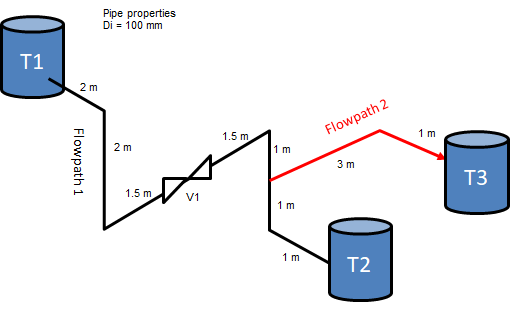 Pipe properties
Di = 100 mm
T1
2 m
Flowpath 1
2 m
1.5 m
V1
1.5 m
1 m
Flowpath 2
3 m
1 m
T3
1 m
1 m
T2